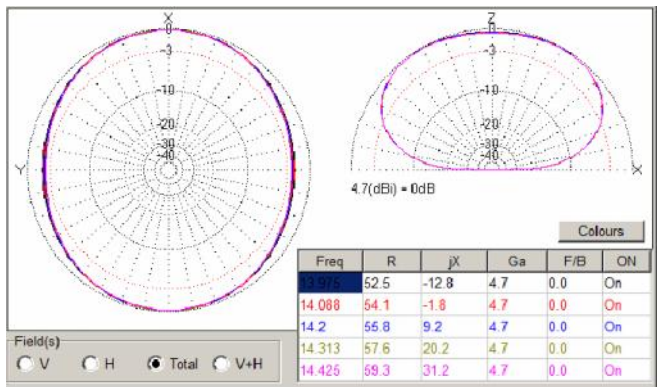 X
0
-3
-10
-20
-30
-40
Y
Z
0
-3
-10
-20
-30
-40
X
4.7(dBi) = 0dB
Colours
Freq R jX Ga F/B ON
13.975 52.5 -12.8 4.7 0.0 On
14.088 54.1 -1.8 4.7 0.0 On
14.2 55.8 9.2 4.7 0.0 On
14.313 57.6 20.2 4.7 0.0 On
14.425 59.3 31.2 4.7 0.0 On
Field(s)
V H Total V+H